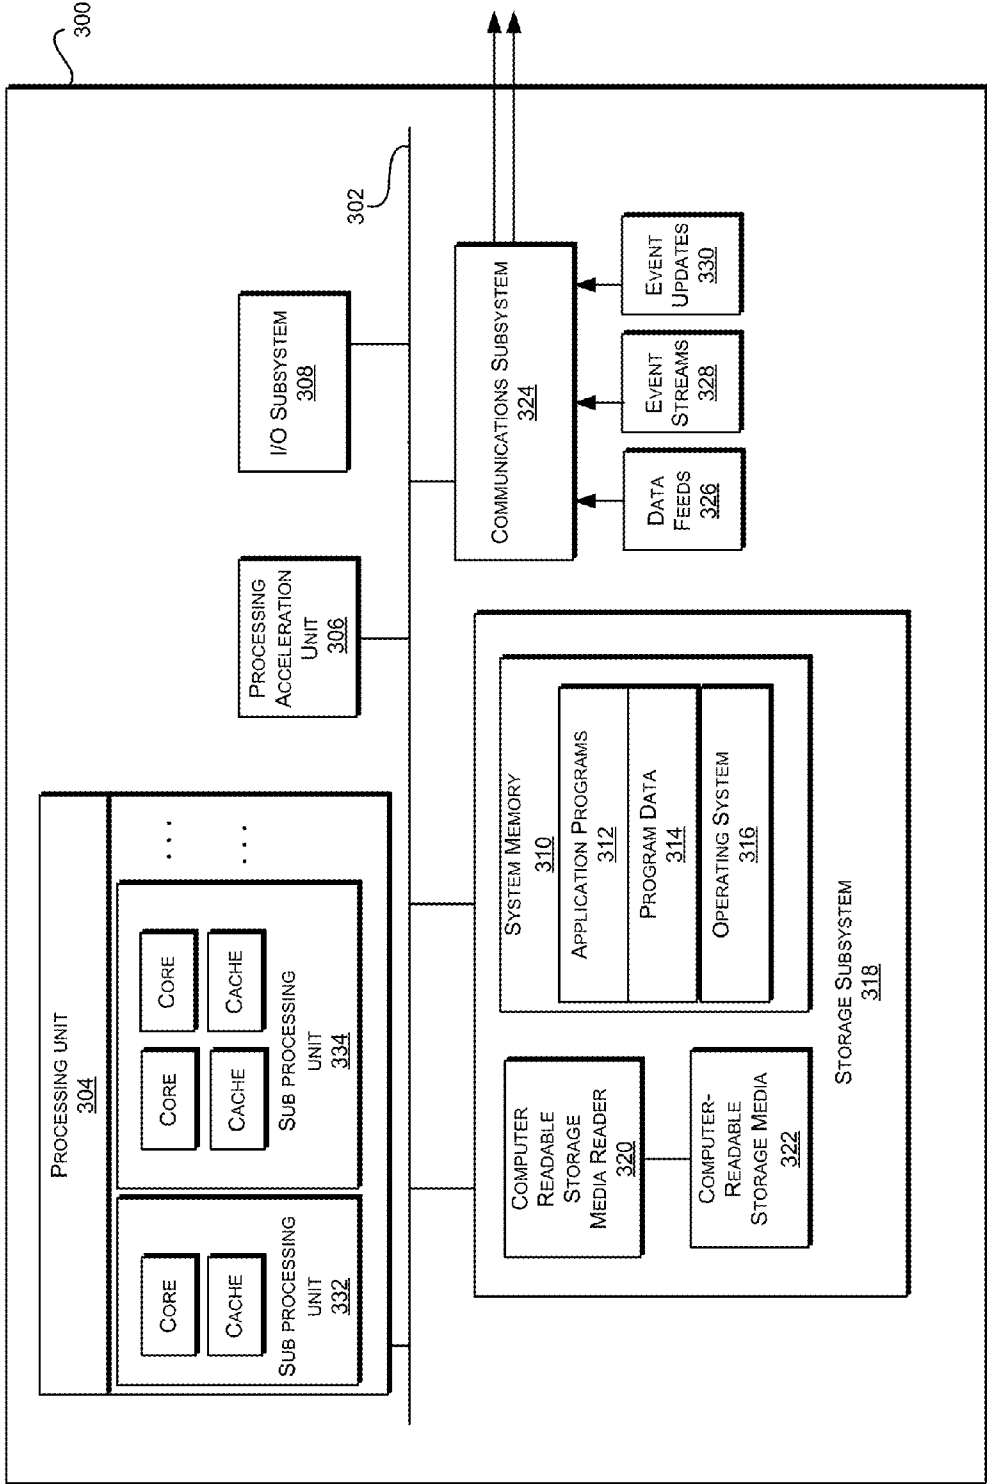 300
PROCESSING UNIT
304
CORE
CACHE
SUB PROCESSING
UNIT
332
CORE
CORE
CACHE
CACHE
SUB PROCESSING
UNIT
334
. . .
. . .
PROCESSING
ACCELERATION
UNIT
306
I/O SUBSYSTEM
308
302
COMPUTER
READABLE
STORAGE
MEDIA READER
320
COMPUTER-
READABLE
STORAGE MEDIA
322
SYSTEM MEMORY
310
APPLICATION PROGRAMS
312
PROGRAM DATA
314
OPERATING SYSTEM
316
STORAGE SUBSYSTEM
318
COMMUNICATIONS SUBSYSTEM
324
DATA
FEEDS
326
EVENT
STREAMS
328
EVENT
UPDATES
330